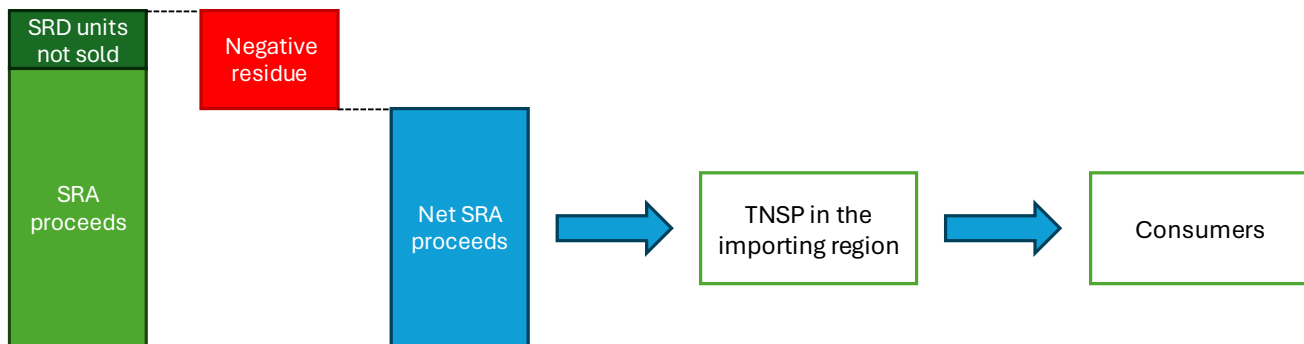 SRD units
not sold
Negative
residue
SRA
proceeds
Net SRA
proceeds
TNSP in the
importing region
Consumers